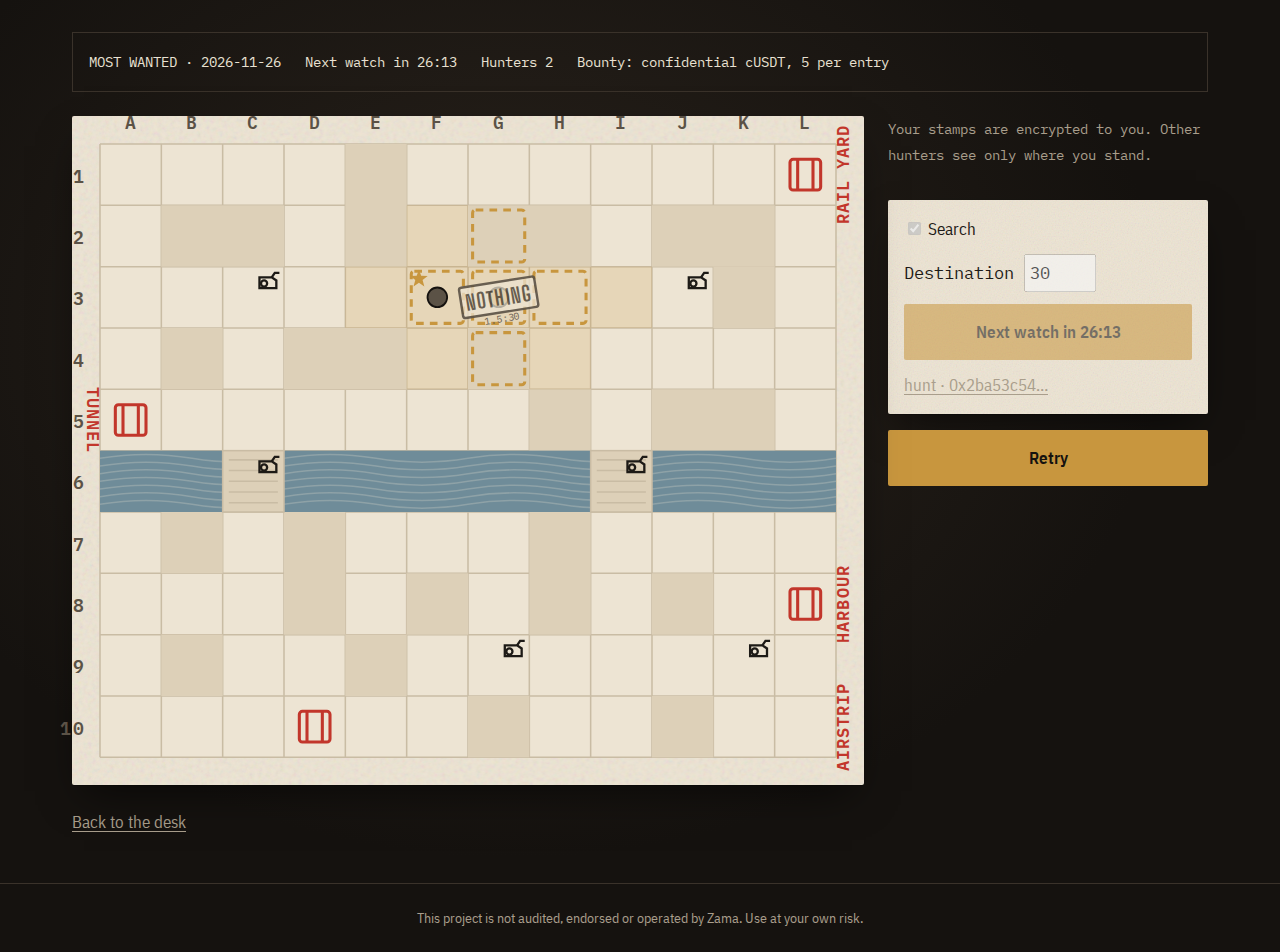 MOST WANTED · 2026-11-26 Next watch in 26:13 Hunters 2 Bounty: confidential cUSDT, 5 per entry
A B C D E F G H I J K L
RAIL YARD
1
2
3
NOTHING
4
TUNNEL
5
6
7
HARBOUR
8
9
AIRSTRIP
10
Your stamps are encrypted to you. Other
hunters see only where you stand.
Search
Destination 30
Next watch in 26:13
hunt · 0x2ba53c54…
Retry
Back to the desk
This project is not audited, endorsed or operated by Zama. Use at your own risk.